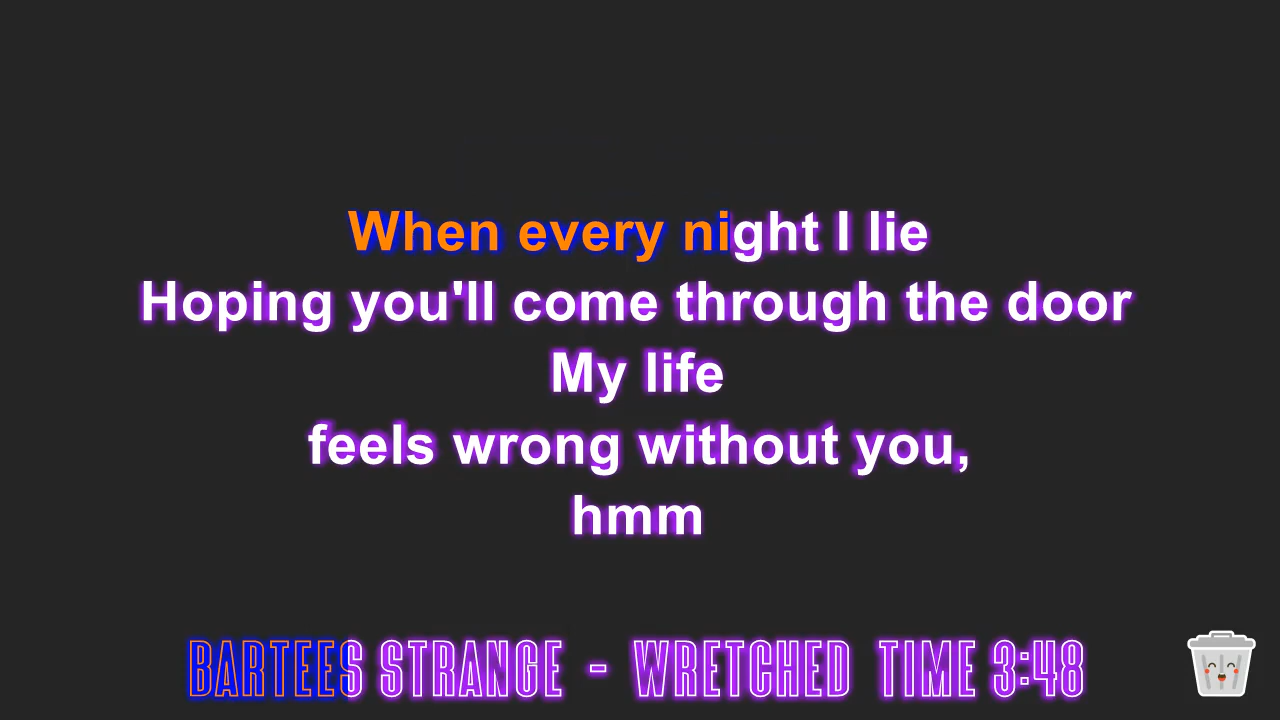 When every night I lie
Hoping you'll come through the door
My life
feels wrong without you,
hmm
BARTEES STRANGE - WRETCHED TIME 3:48